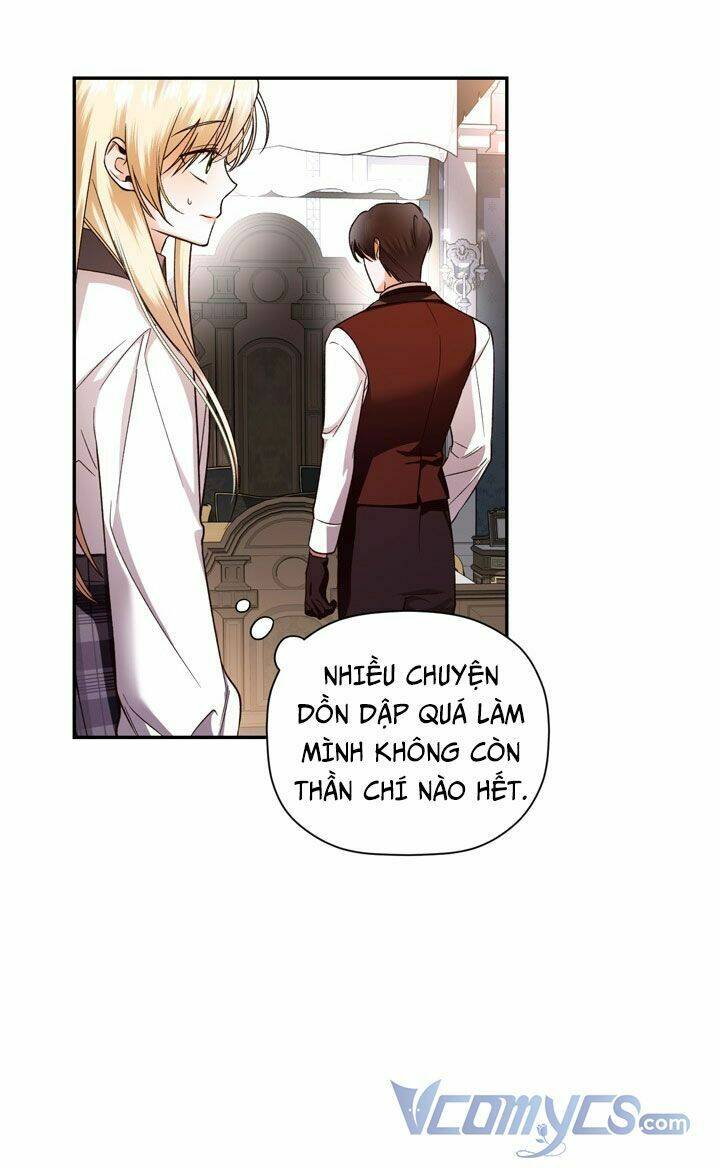 NHIỀU CHUYỆN
DỒN DẬP QUÁ LÀM
MÌNH KHÔNG CÒN
THẦN CHÍ NÀO HẾT.
VCOMYCS.com